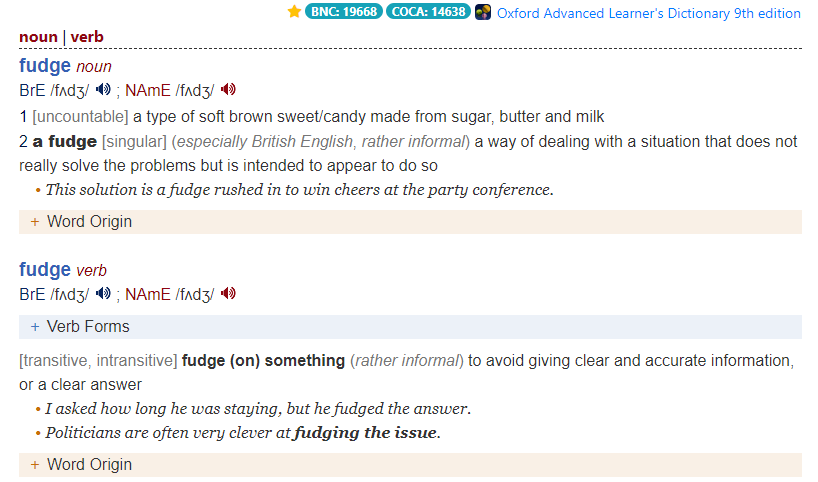 BNC: 19668 COCA: 14638 Oxford Advanced Learner's Dictionary 9th edition
noun | verb
fudge noun
BrE /fʌdʒ/ ; NAmE /fʌdʒ/
1 [uncountable] a type of soft brown sweet/candy made from sugar, butter and milk
2 a fudge [singular] (especially British English, rather informal) a way of dealing with a situation that does not
really solve the problems but is intended to appear to do so
• This solution is a fudge rushed in to win cheers at the party conference.
+ Word Origin
fudge verb
BrE /fʌdʒ/ ; NAmE /fʌdʒ/
+ Verb Forms
[transitive, intransitive] fudge (on) something (rather informal) to avoid giving clear and accurate information,
or a clear answer
• I asked how long he was staying, but he fudged the answer.
• Politicians are often very clever at fudging the issue.
+ Word Origin